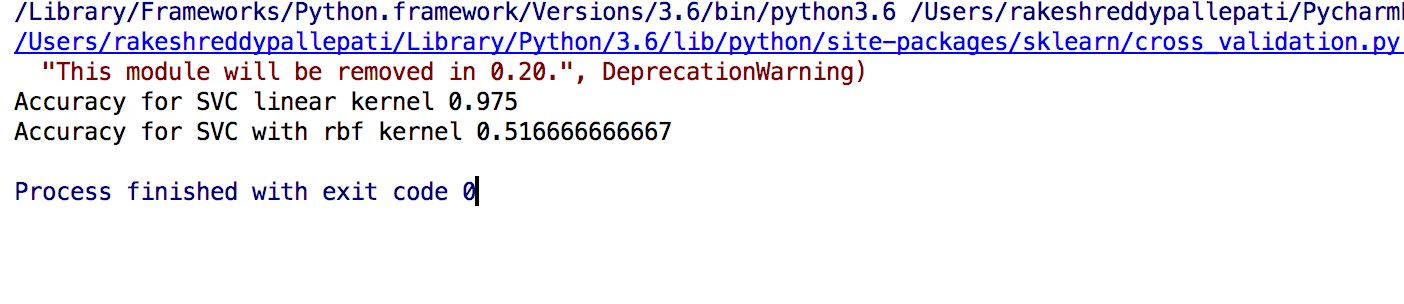 /Library/Frameworks/Python.framework/Versions/3.6/bin/python3.6 /Users/rakeshreddypallepati/Pycharm
/Users/rakeshreddypallepati/Library/Python/3.6/lib/python/site-packages/sklearn/cross_validation.py
"This module will be removed in 0.20.", DeprecationWarning)
Accuracy for SVC linear kernel 0.975
Accuracy for SVC with rbf kernel 0.516666666667
Process finished with exit code 0